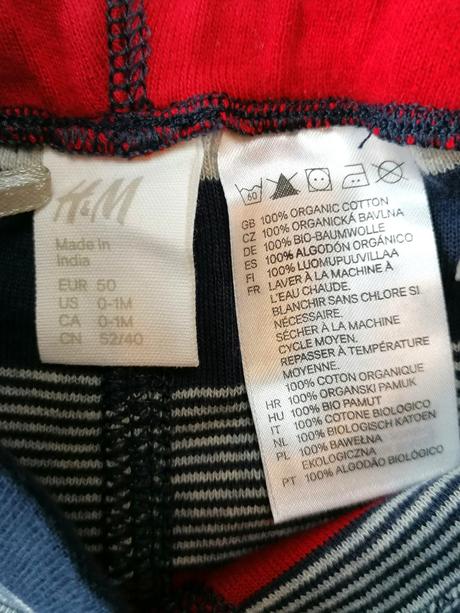 H&M
Made in
India
EUR 50
US 0-1M
CA 0-1M
CN 52/40
60
GB 100% ORGANIC COTTON
CZ 100% ORGANICKÁ BAVLNA
DE 100% BIO-BAUMWOLLE
ES 100% ALGODÓN ORGÁNICO
FI 100% LUOMUPUUVILLAA
FR LAVER À LA MACHINE À
L'EAU CHAUDE.
BLANCHIR SANS CHLORE SI
NÉCESSAIRE.
SÉCHER À LA MACHINE
CYCLE MOYEN.
REPASSER À TEMPÉRATURE
MOYENNE.
100% COTON ORGANIQUE
HR 100% ORGANSKI PAMUK
HU 100% BIO PAMUT
IT 100% COTONE BIOLOGICO
NL 100% BIOLOGISCH KATOEN
PL 100% BAWEŁNA
EKOLOGICZNA
PT 100% ALGODÃO BIOLÓGICO